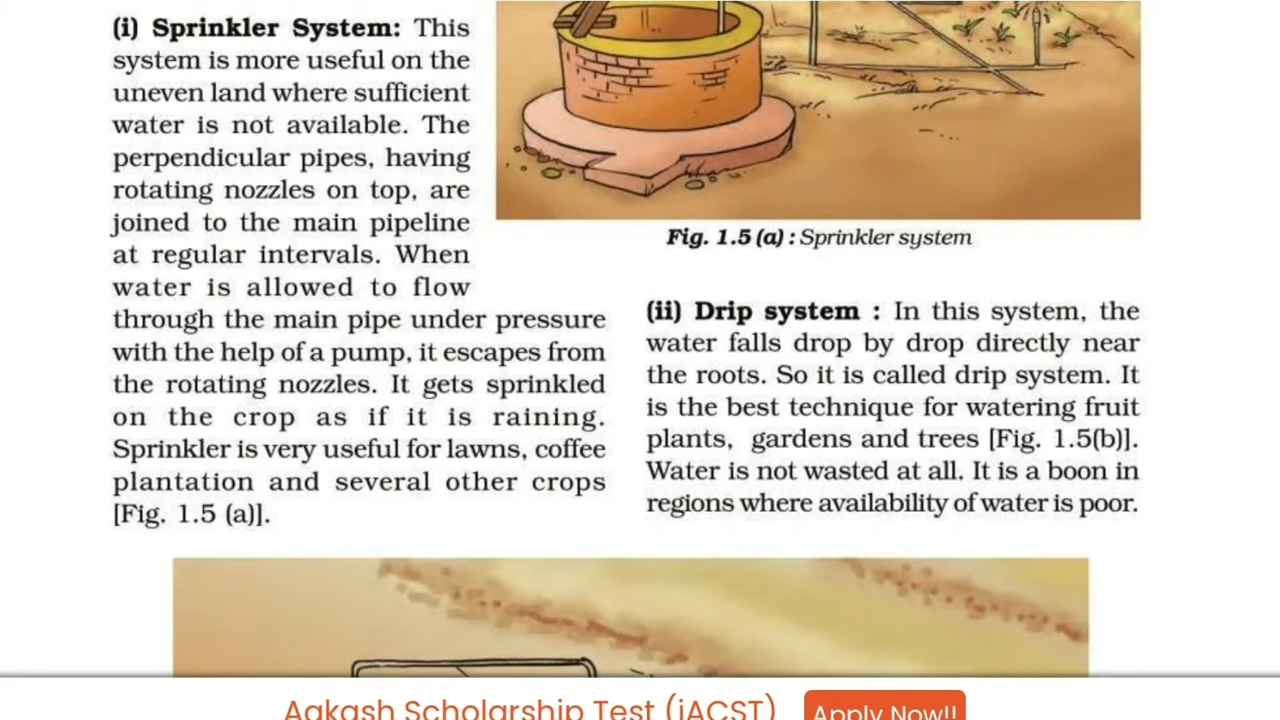 (i) Sprinkler System: This
system is more useful on the
uneven land where sufficient
water is not available. The
perpendicular pipes, having
rotating nozzles on top, are
joined to the main pipeline
at regular intervals. When
water is allowed to flow
through the main pipe under pressure
with the help of a pump, it escapes from
the rotating nozzles. It gets sprinkled
on the crop as if it is raining.
Sprinkler is very useful for lawns, coffee
plantation and several other crops
[Fig. 1.5 (a)].
Fig. 1.5 (a) : Sprinkler system
(ii) Drip system : In this system, the
water falls drop by drop directly near
the roots. So it is called drip system. It
is the best technique for watering fruit
plants, gardens and trees [Fig. 1.5(b)].
Water is not wasted at all. It is a boon in
regions where availability of water is poor.
Aakash Scholarship Test (iACST)
Apply Now!!